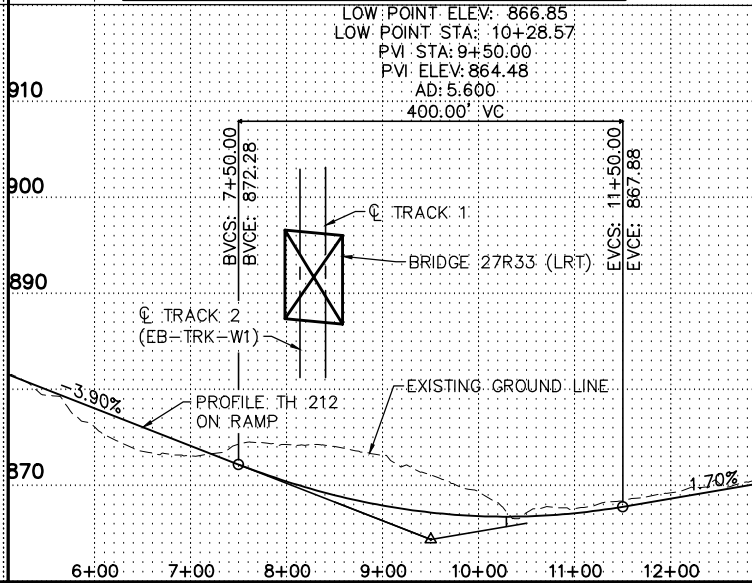 LOW POINT ELEV: 866.85
LOW POINT STA: 10+28.57
PVI STA: 9+50.00
PVI ELEV: 864.48
AD: 5.600
400.00' VC
910
BVCS: 7+50.00
BVCE: 872.28
EVCS: 11+50.00
EVCE: 867.88
900
℄ TRACK 1
BRIDGE 27R33 (LRT)
890
℄ TRACK 2
(EB-TRK-W1)
-3.90%
PROFILE TH 212
ON RAMP
EXISTING GROUND LINE
870
1.70%
6+00 7+00 8+00 9+00 10+00 11+00 12+00